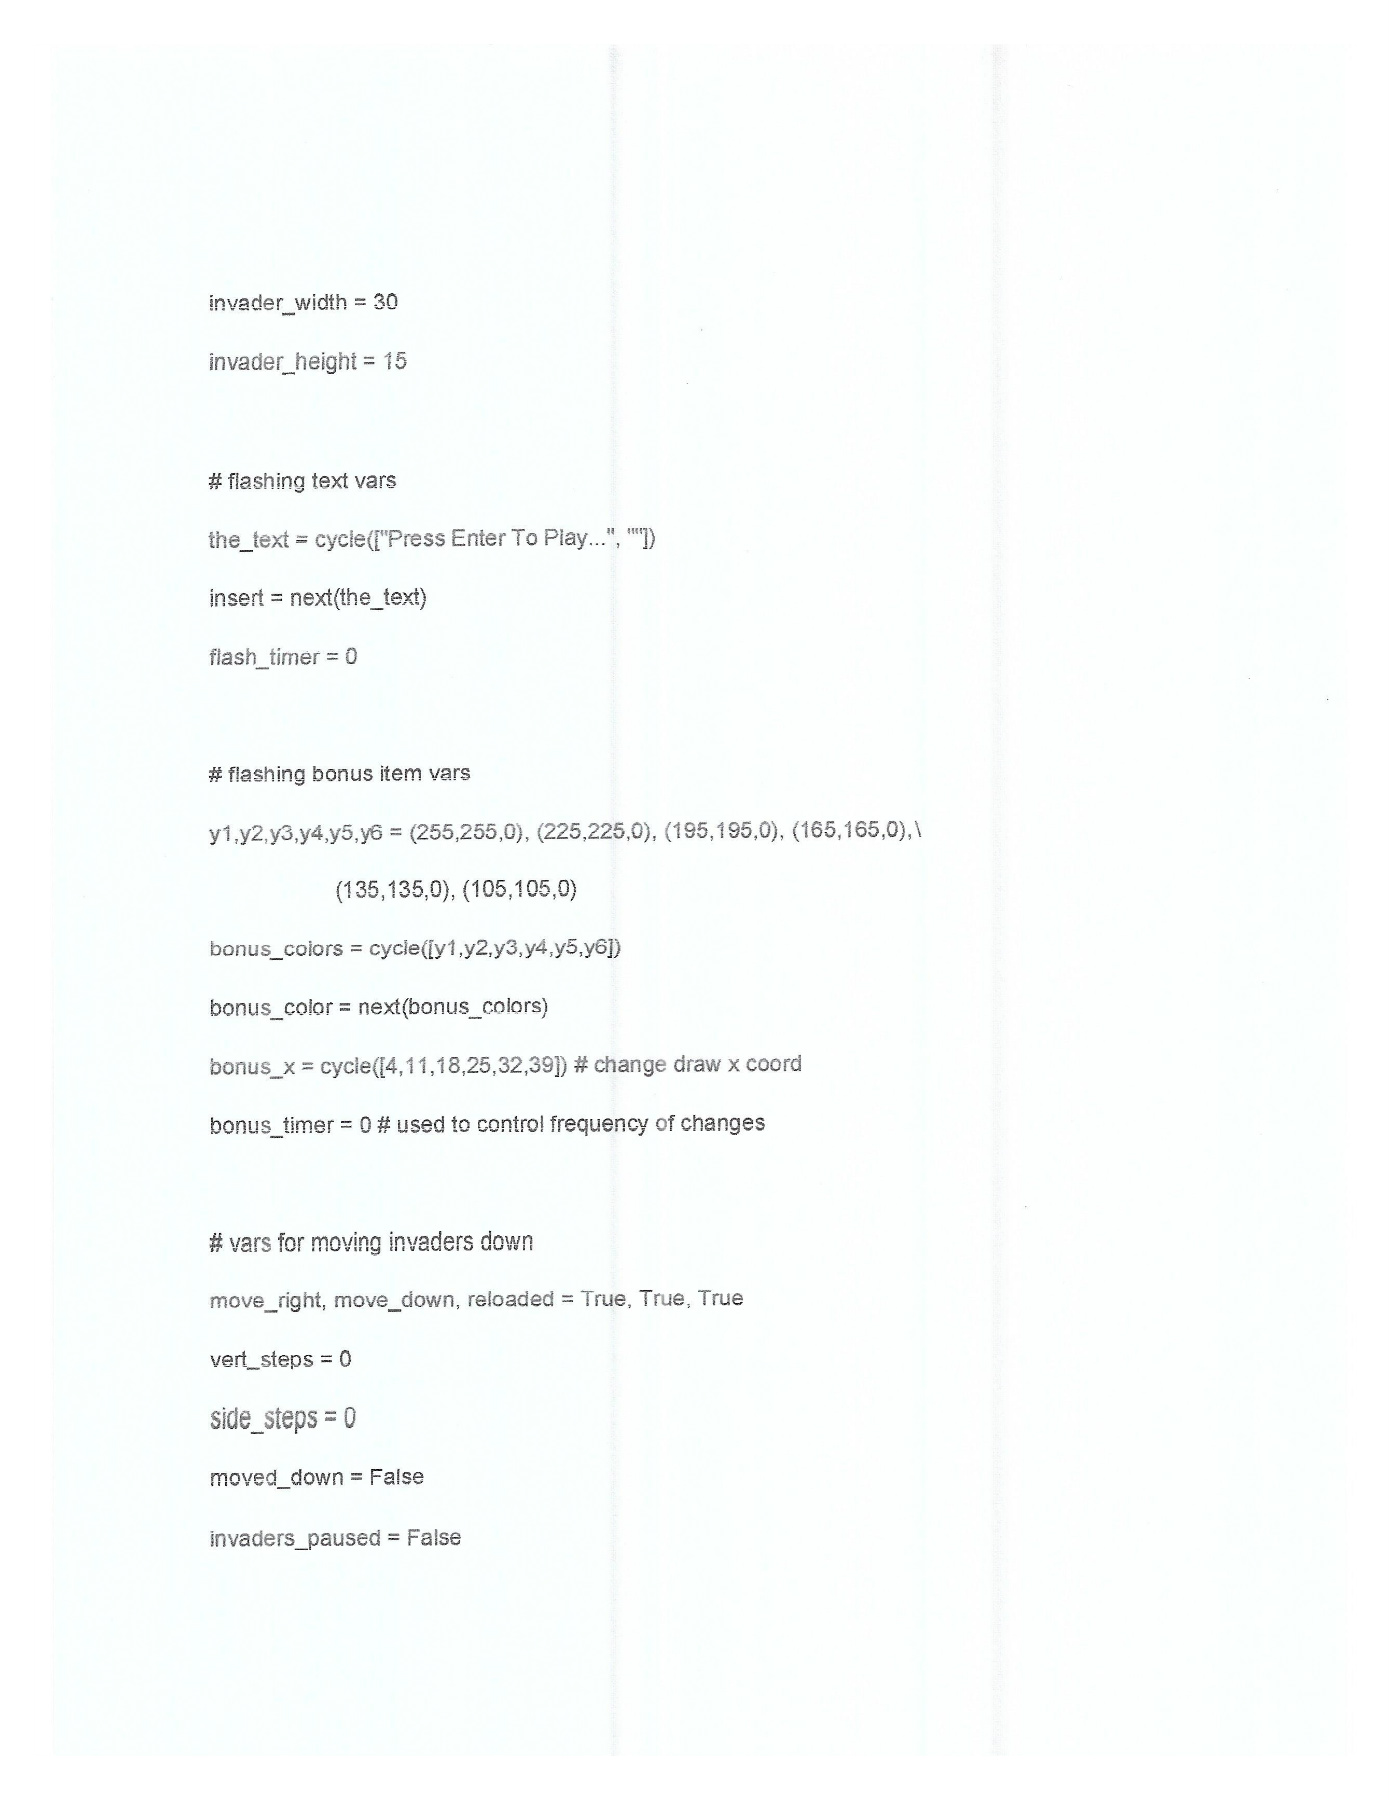 invader_width = 30
invader_height = 15
# flashing text vars
the_text = cycle(["Press Enter To Play...", ""])
insert = next(the_text)
flash_timer = 0
# flashing bonus item vars
y1,y2,y3,y4,y5,y6 = (255,255,0), (225,225,0), (195,195,0), (165,165,0),\
(135,135,0), (105,105,0)
bonus_colors = cycle([y1,y2,y3,y4,y5,y6])
bonus_color = next(bonus_colors)
bonus_x = cycle([4,11,18,25,32,39]) # change draw x coord
bonus_timer = 0 # used to control frequency of changes
# vars for moving invaders down
move_right, move_down, reloaded = True, True, True
vert_steps = 0
side_steps = 0
moved_down = False
invaders_paused = False